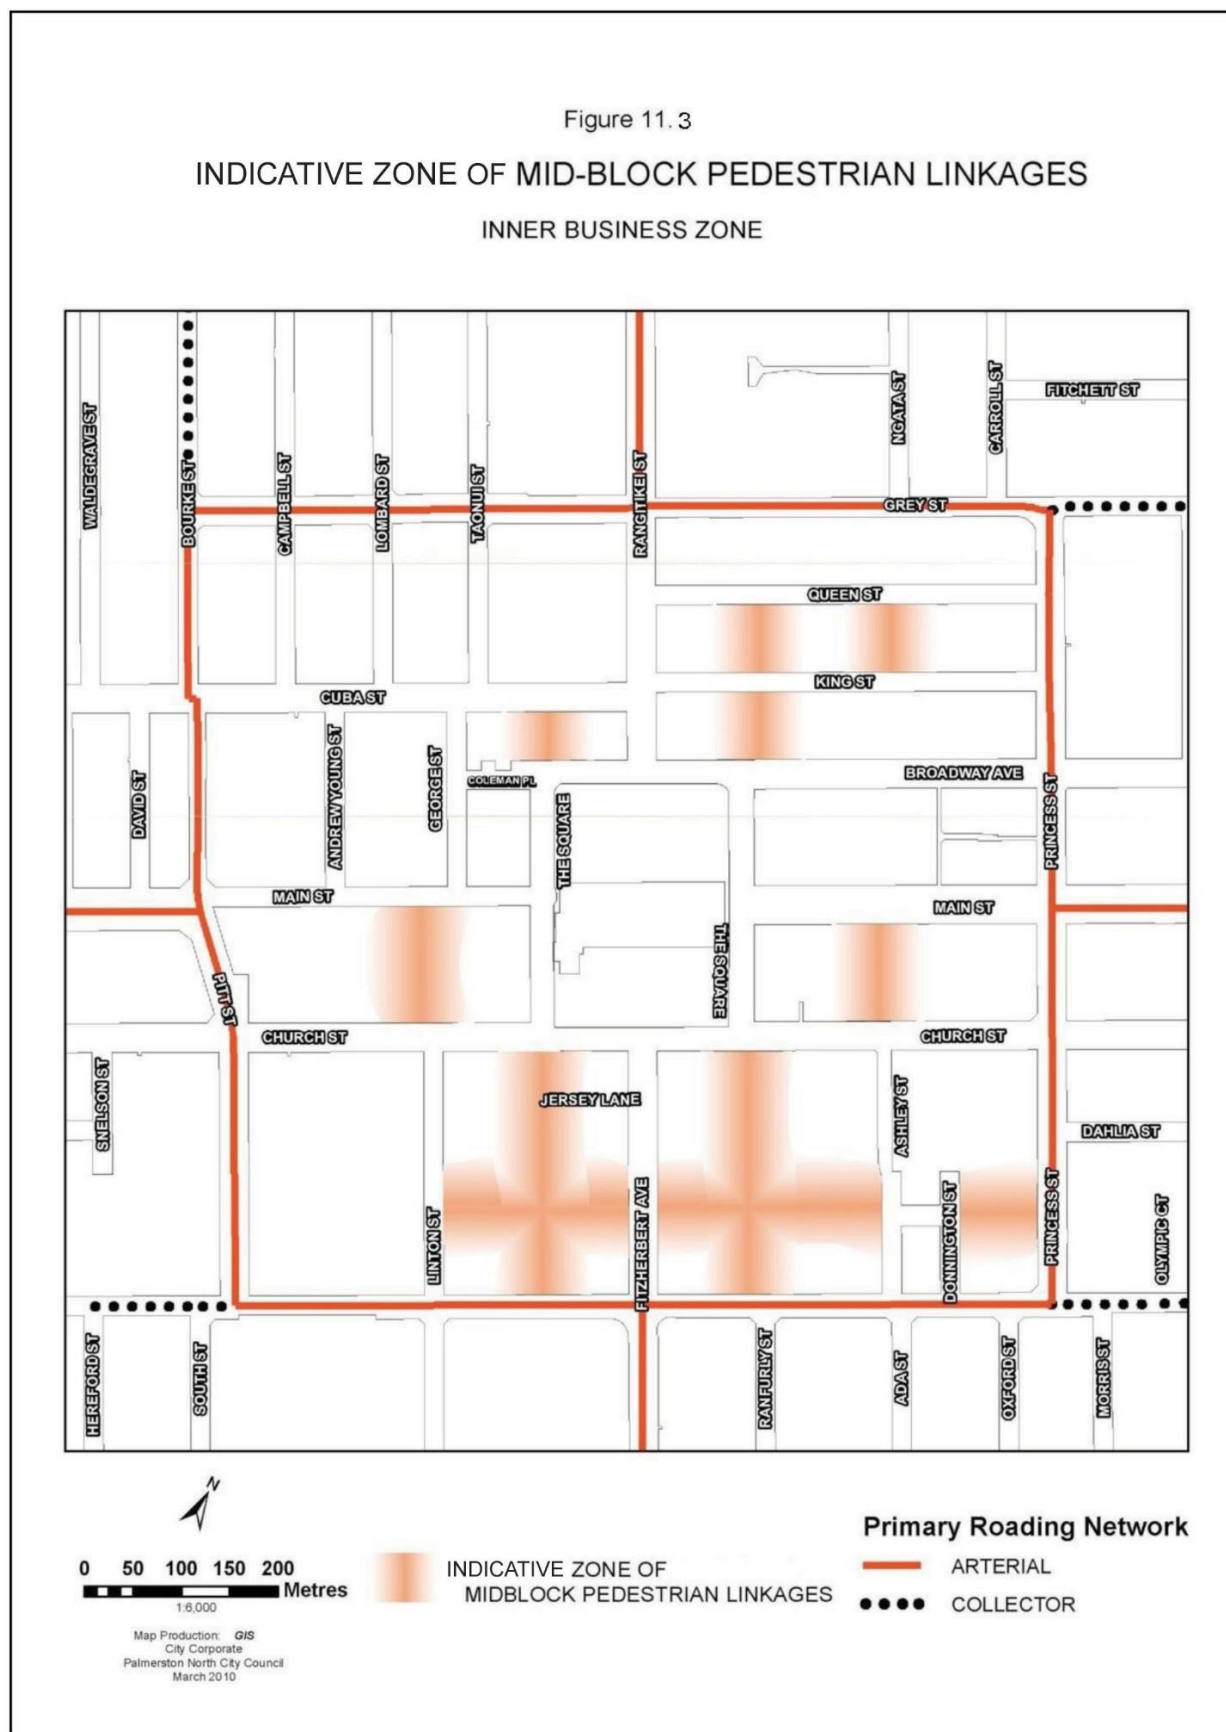 Figure 11.3
INDICATIVE ZONE OF MID-BLOCK PEDESTRIAN LINKAGES
INNER BUSINESS ZONE
WALDEGRAVE ST
BOURKE ST
CAMPBELL ST
LOMBARD ST
TAONUI ST
RANGITIKEI ST
NGATA ST
CARROLL ST
FITCHETT ST
GREY ST
QUEEN ST
KING ST
CUBA ST
DAVID ST
ANDREW YOUNG ST
GEORGE ST
COLEMAN PL
THE SQUARE
BROADWAY AVE
PRINCESS ST
MAIN ST
MAIN ST
THE SQUARE
PITT ST
CHURCH ST
CHURCH ST
SNELSON ST
JERSEY LANE
ASHLEY ST
DAHLIA ST
LINTON ST
FITZHERBERT AVE
DONNINGTON ST
PRINCESS ST
OLYMPIC CT
HEREFORD ST
SOUTH ST
RANFURLY ST
ADA ST
OXFORD ST
MORRIS ST
N
0 50 100 150 200
Metres
1:6,000
Map Production: GIS
City Corporate
Palmerston North City Council
March 2010
INDICATIVE ZONE OF
MIDBLOCK PEDESTRIAN LINKAGES
Primary Roading Network
ARTERIAL
COLLECTOR